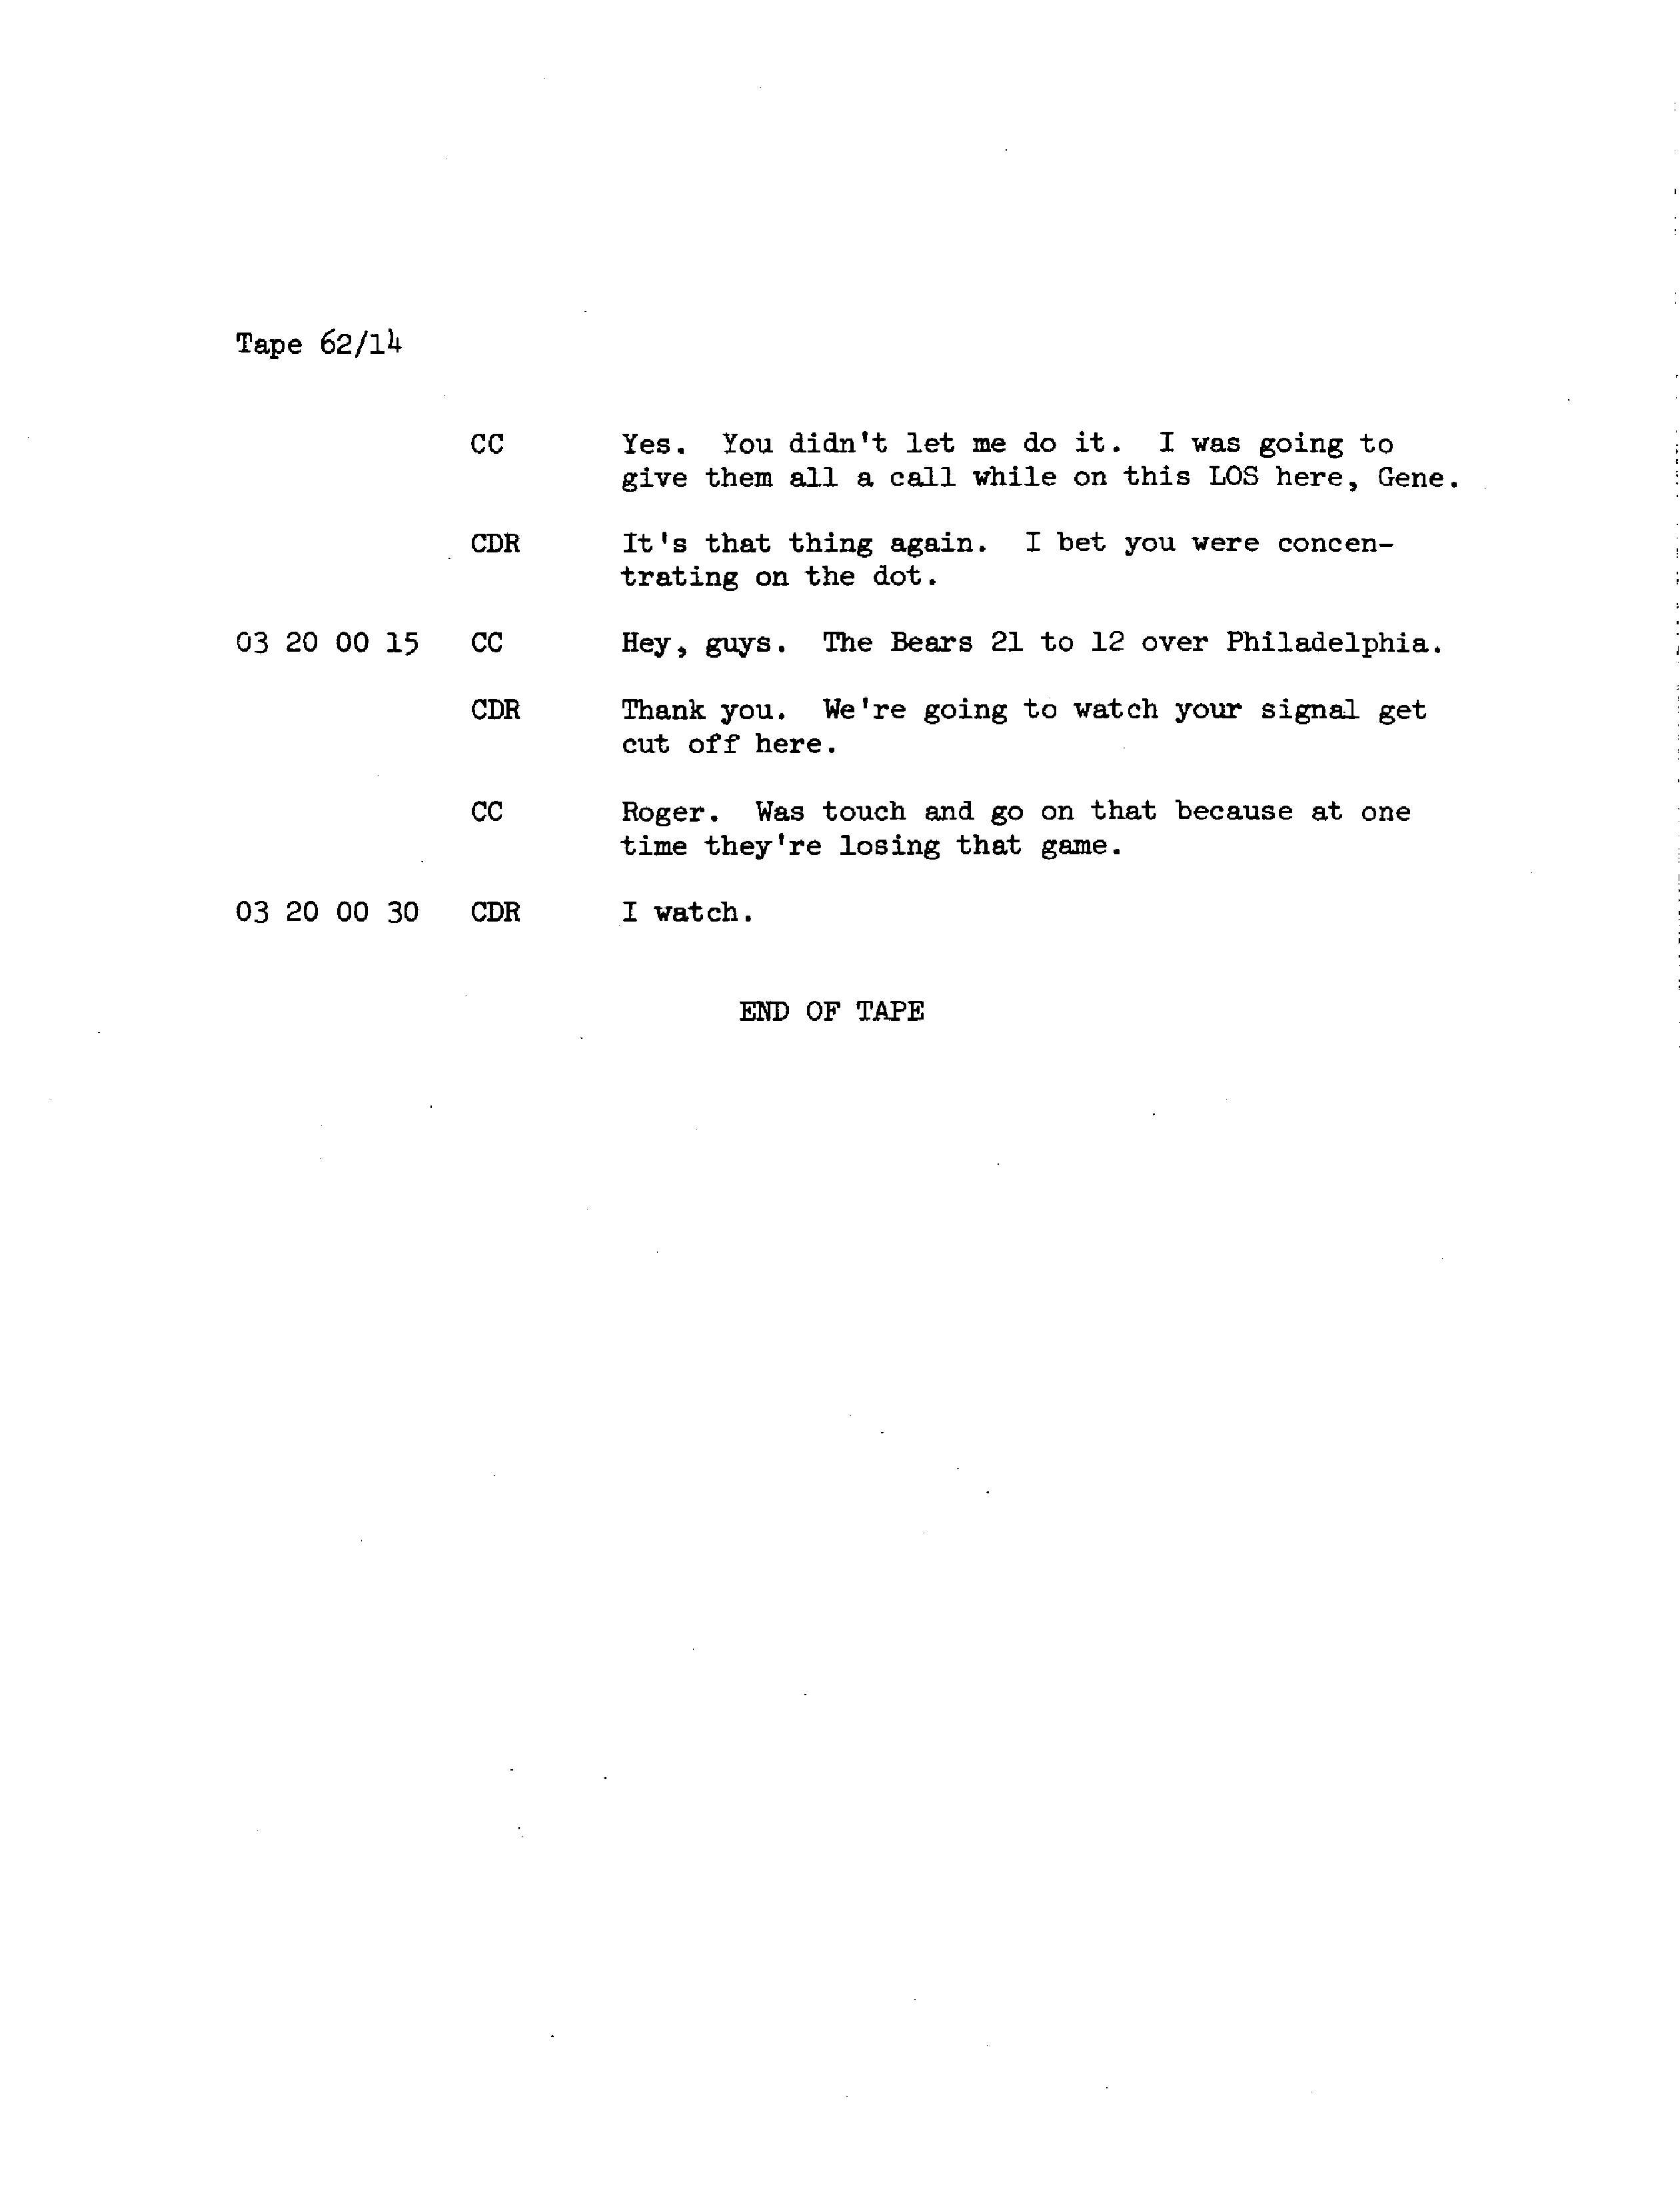 Tape 62/14
CC Yes. You didn't let me do it. I was going to
give them all a call while on this LOS here, Gene.
CDR It's that thing again. I bet you were concen-
trating on the dot.
03 20 00 15 CC Hey, guys. The Bears 21 to 12 over Philadelphia.
CDR Thank you. We're going to watch your signal get
cut off here.
CC Roger. Was touch and go on that because at one
time they're losing that game.
03 20 00 30 CDR I watch.
END OF TAPE